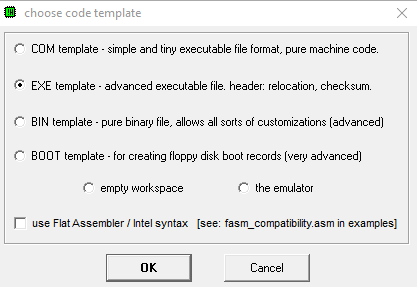 choose code template
COM template - simple and tiny executable file format, pure machine code.
EXE template - advanced executable file. header: relocation, checksum.
BIN template - pure binary file, allows all sorts of customizations (advanced)
BOOT template - for creating floppy disk boot records (very advanced)
empty workspace the emulator
use Flat Assembler / Intel syntax [see: fasm_compatibility.asm in examples]
OK Cancel